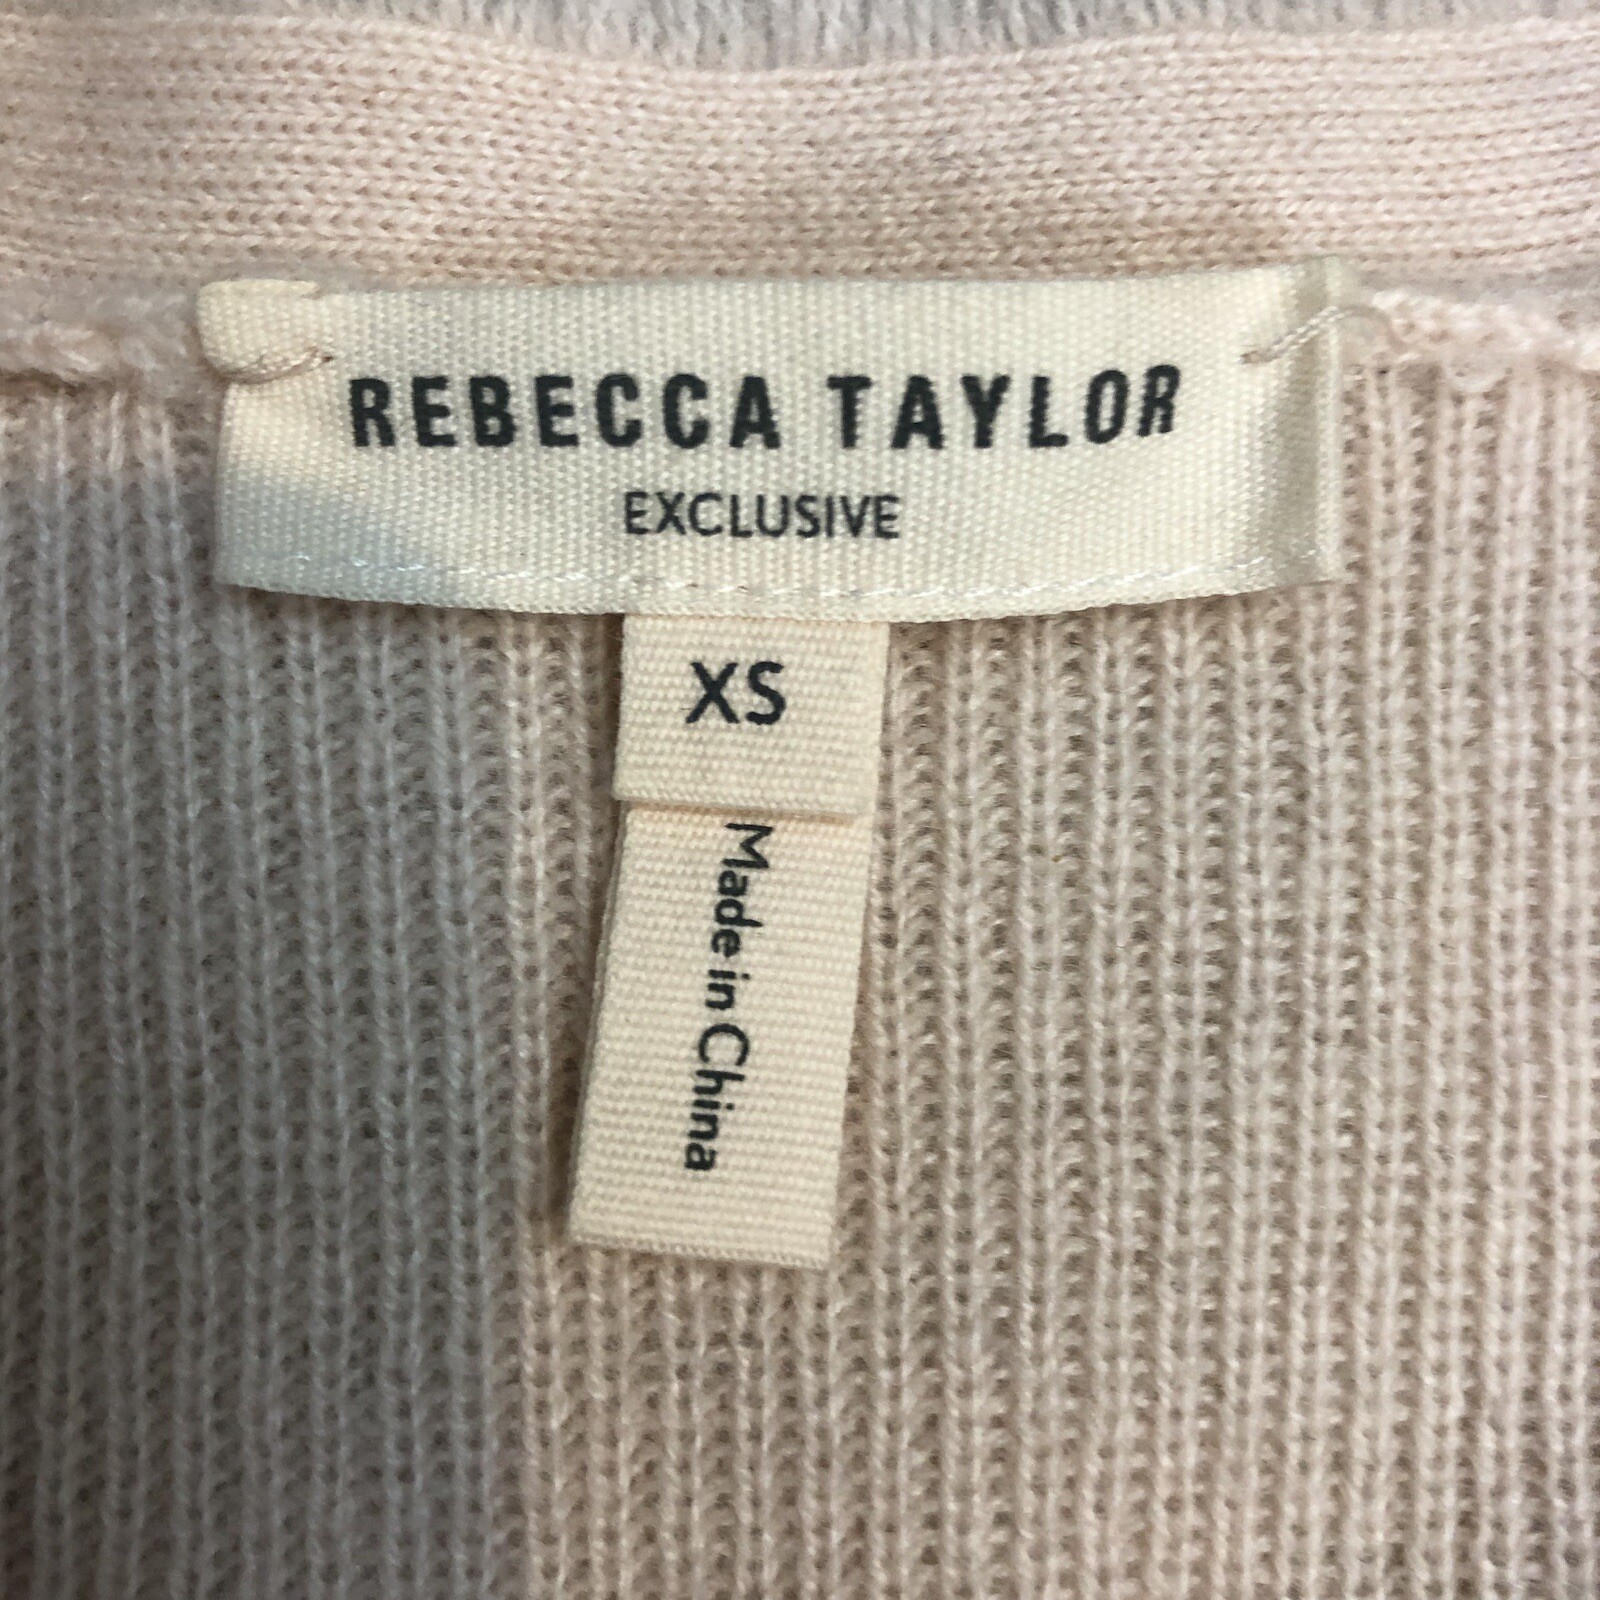 REBECCA TAYLOR
EXCLUSIVE
XS
Made in China